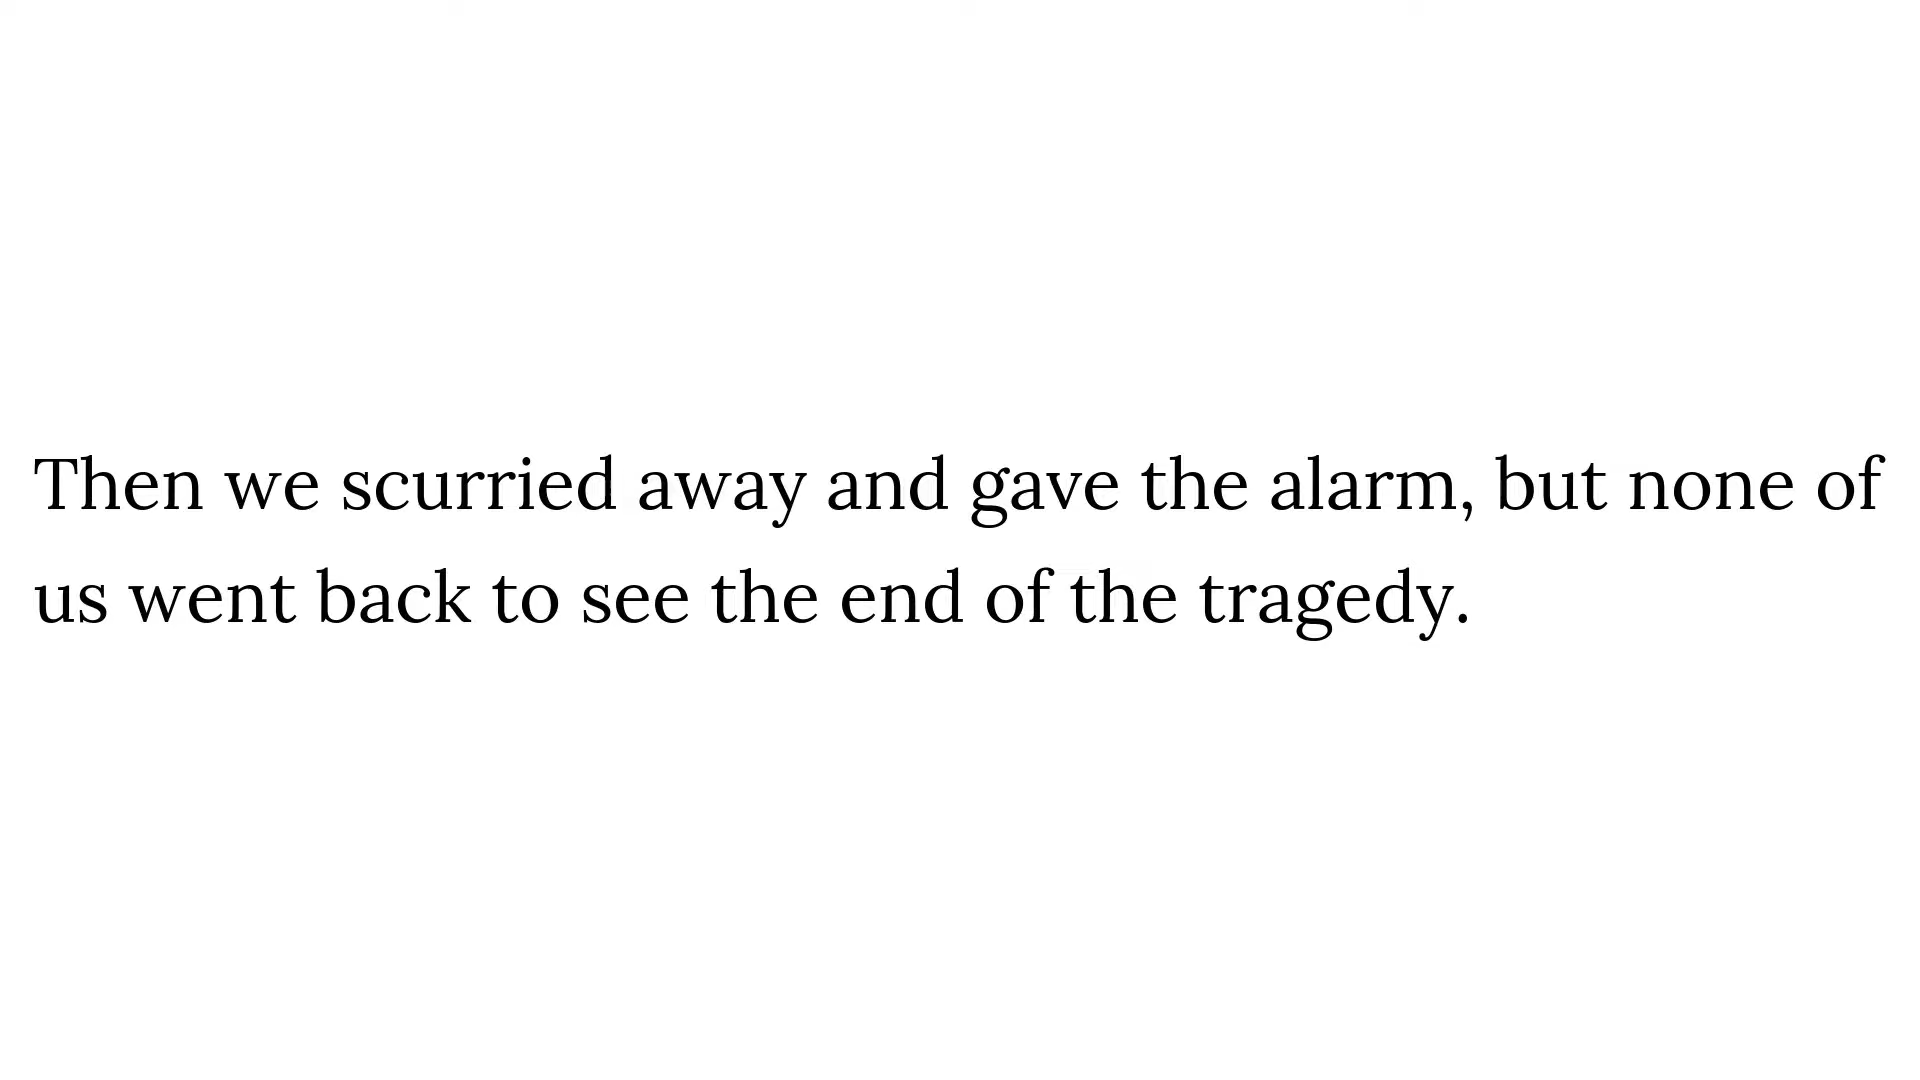 Then we scurried away and gave the alarm, but none of
us went back to see the end of the tragedy.